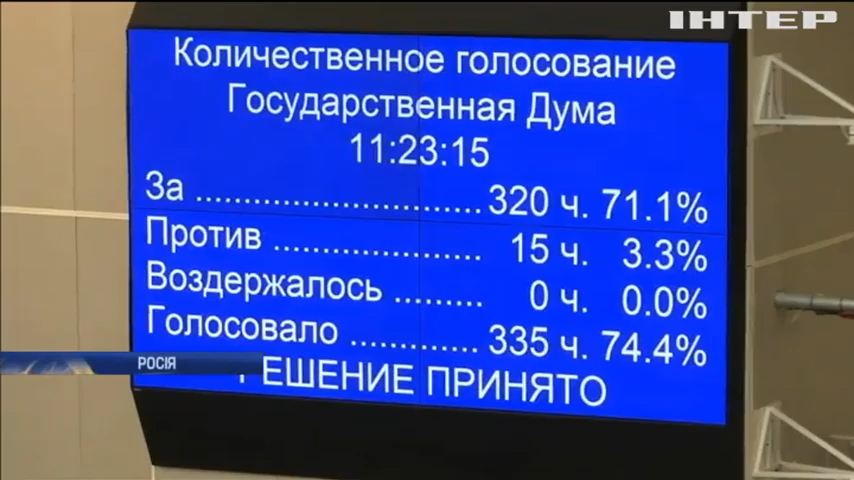 ІНТЕР
Количественное голосование
Государственная Дума
11:23:15
За ............................. 320 ч. 71.1%
Против ..................... 15 ч. 3.3%
Воздержалось ......... 0 ч. 0.0%
Голосовало ............. 335 ч. 74.4%
РОСІЯ
РЕШЕНИЕ ПРИНЯТО